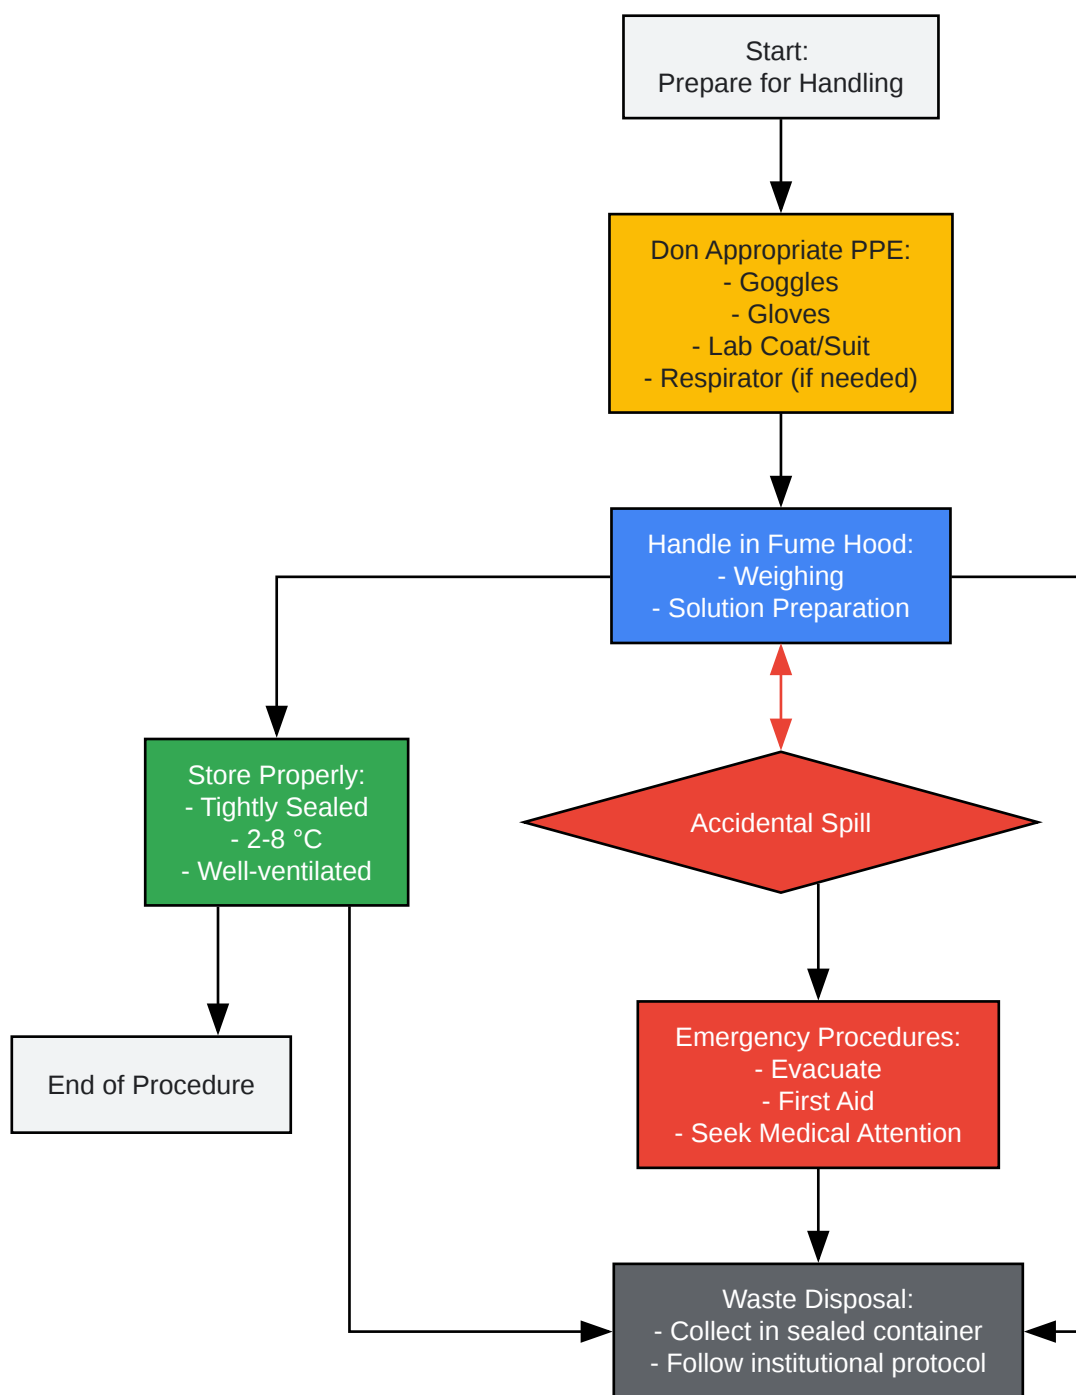 Start:
Prepare for Handling
Don Appropriate PPE:
- Goggles
- Gloves
- Lab Coat/Suit
- Respirator (if needed)
Handle in Fume Hood:
- Weighing
- Solution Preparation
Store Properly:
- Tightly Sealed
- 2-8 °C
- Well-ventilated
Accidental Spill
End of Procedure
Emergency Procedures:
- Evacuate
- First Aid
- Seek Medical Attention
Waste Disposal:
- Collect in sealed container
- Follow institutional protocol